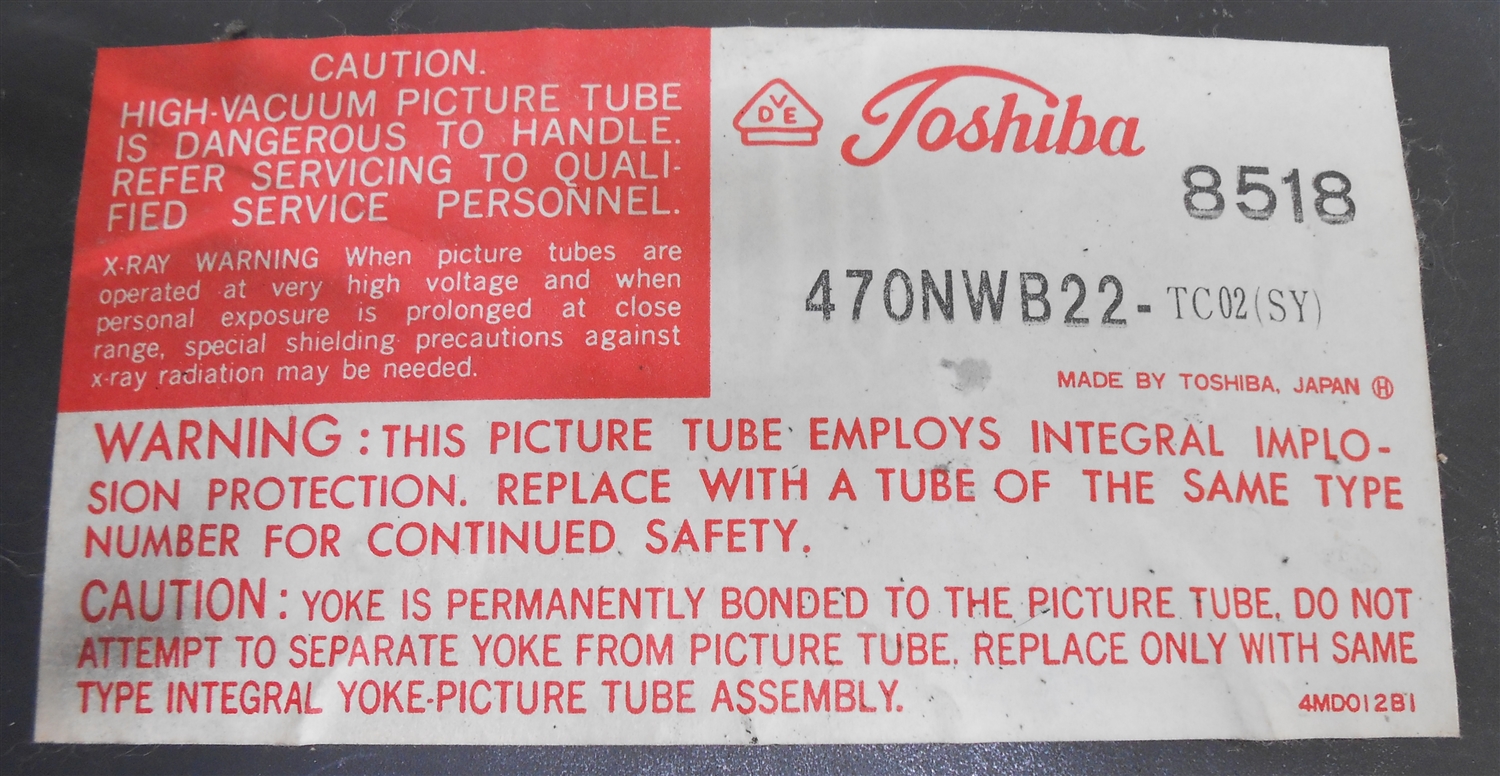 CAUTION.
HIGH-VACUUM PICTURE TUBE
IS DANGEROUS TO HANDLE.
REFER SERVICING TO QUALI-
FIED SERVICE PERSONNEL.
X-RAY WARNING When picture tubes are
operated at very high voltage and when
personal exposure is prolonged at close
range, special shielding precautions against
x-ray radiation may be needed.
VDE
Toshiba
8518
470NWB22-TC02(SY)
MADE BY TOSHIBA, JAPAN Ⓗ
WARNING : THIS PICTURE TUBE EMPLOYS INTEGRAL IMPLO-
SION PROTECTION. REPLACE WITH A TUBE OF THE SAME TYPE
NUMBER FOR CONTINUED SAFETY.
CAUTION : YOKE IS PERMANENTLY BONDED TO THE PICTURE TUBE. DO NOT
ATTEMPT TO SEPARATE YOKE FROM PICTURE TUBE. REPLACE ONLY WITH SAME
TYPE INTEGRAL YOKE-PICTURE TUBE ASSEMBLY.
4MD012B1